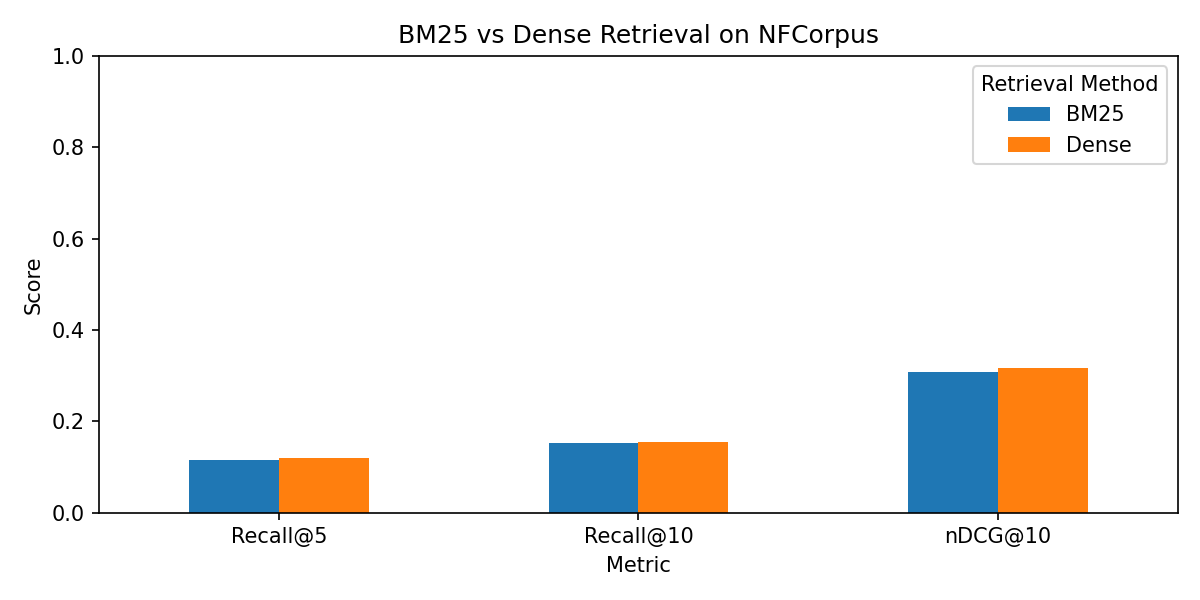 BM25 vs Dense Retrieval on NFCorpus
1.0
0.8
0.6
0.4
0.2
0.0
Score
Retrieval Method
BM25
Dense
Recall@5
Recall@10
nDCG@10
Metric